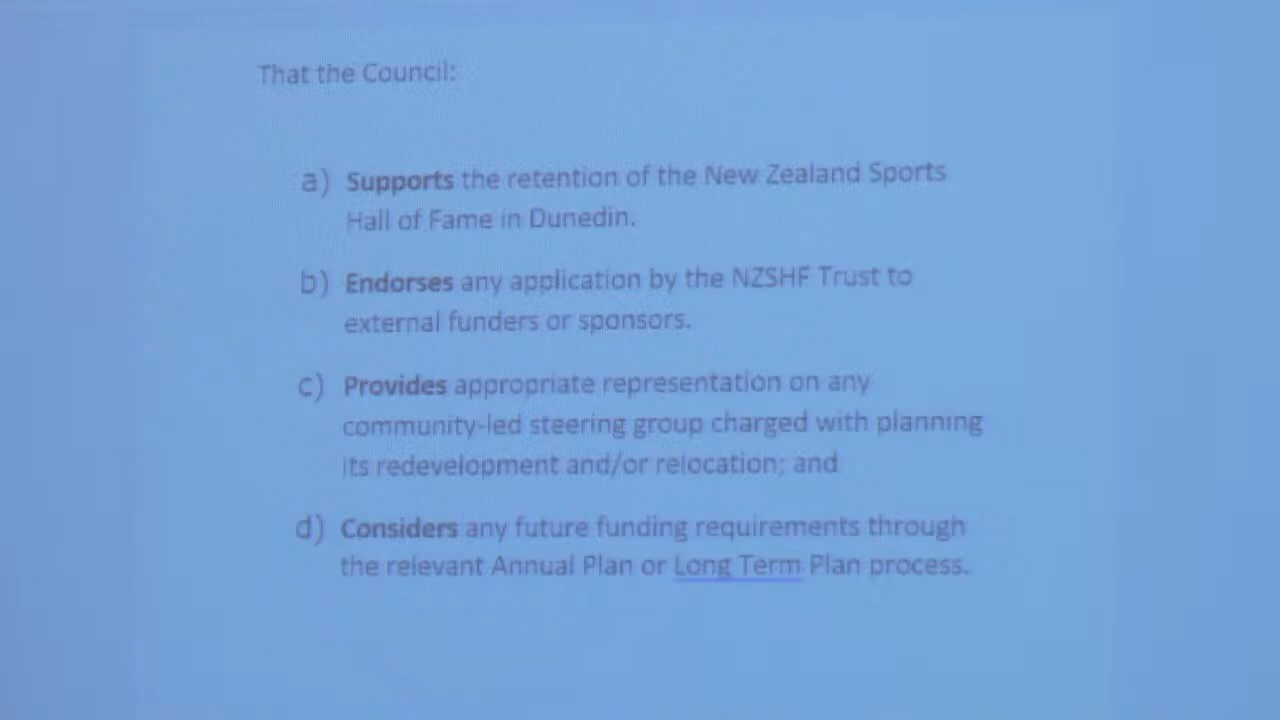 That the Council:
a) Supports the retention of the New Zealand Sports
Hall of Fame in Dunedin.
b) Endorses any application by the NZSHF Trust to
external funders or sponsors.
c) Provides appropriate representation on any
community-led steering group charged with planning
its redevelopment and/or relocation; and
d) Considers any future funding requirements through
the relevant Annual Plan or Long Term Plan process.